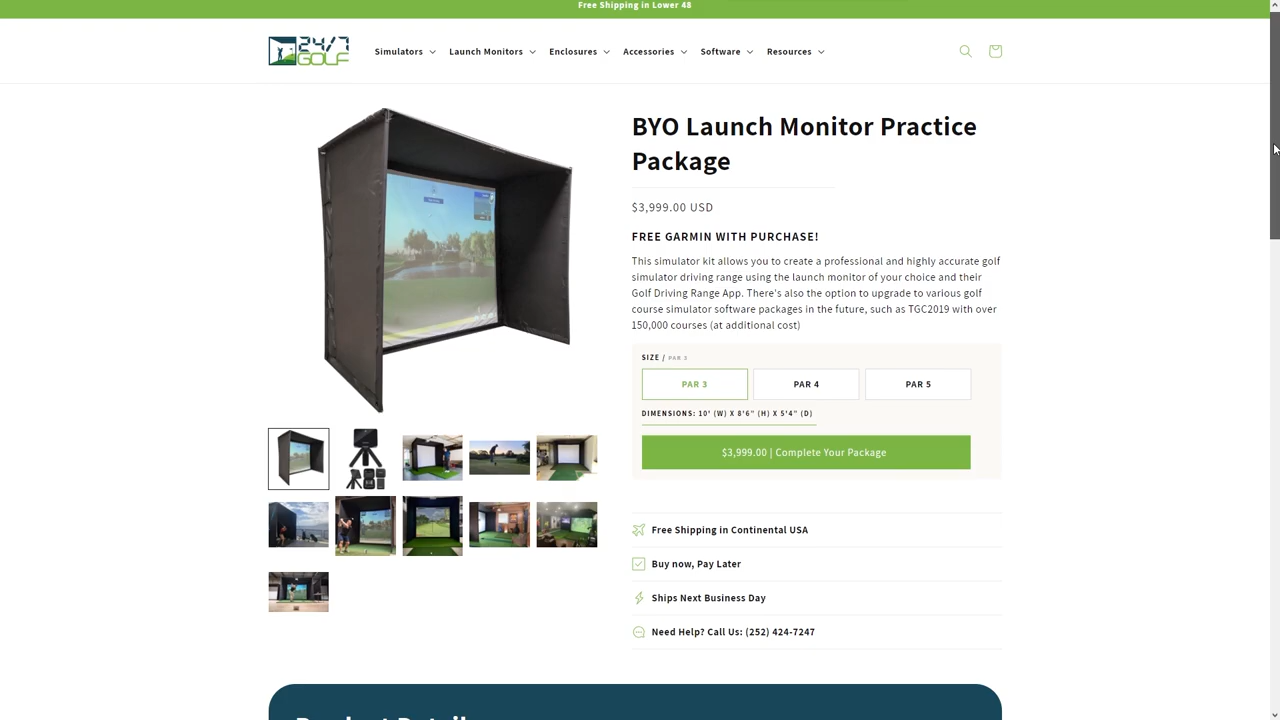 Free Shipping in Lower 48
24/7
GOLF
Simulators
Launch Monitors
Enclosures
Accessories
Software
Resources
BYO Launch Monitor Practice
Package
$3,999.00 USD
FREE GARMIN WITH PURCHASE!
This simulator kit allows you to create a professional and highly accurate golf
simulator driving range using the launch monitor of your choice and their
Golf Driving Range App. There's also the option to upgrade to various golf
course simulator software packages in the future, such as TGC2019 with over
150,000 courses (at additional cost)
SIZE / PAR 3
PAR 3
PAR 4
PAR 5
DIMENSIONS: 10' (W) X 8'6" (H) X 5'4" (D)
$3,999.00 | Complete Your Package
Free Shipping in Continental USA
Buy now, Pay Later
Ships Next Business Day
Need Help? Call Us: (252) 424-7247
Product Detail